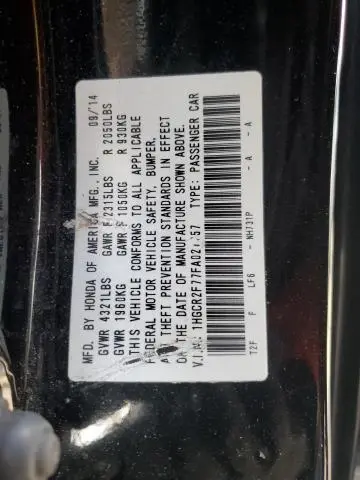 MFD. BY HONDA OF AMERICA MFG., INC. 09/14
GVWR 4321LBS GAWR F 2315LBS R 2050LBS
GVWR 1960KG GAWR F 1050KG R 930KG
THIS VEHICLE CONFORMS TO ALL APPLICABLE
FEDERAL MOTOR VEHICLE SAFETY, BUMPER,
AND THEFT PREVENTION STANDARDS IN EFFECT
ON THE DATE OF MANUFACTURE SHOWN ABOVE.
V.I.N.: TYPE: PASSENGER CAR
F LF6 - NH731P - A - A
T2F